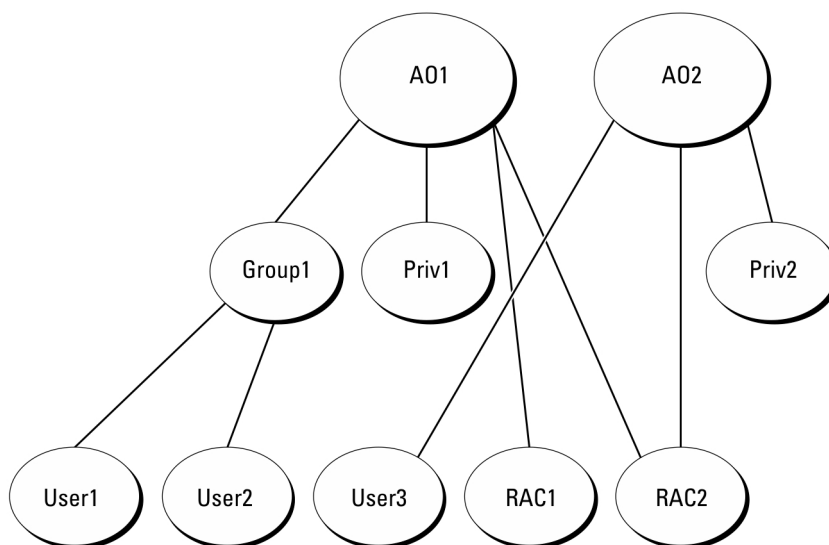 AO1
AO2
Group1
Priv1
Priv2
User1
User2
User3
RAC1
RAC2